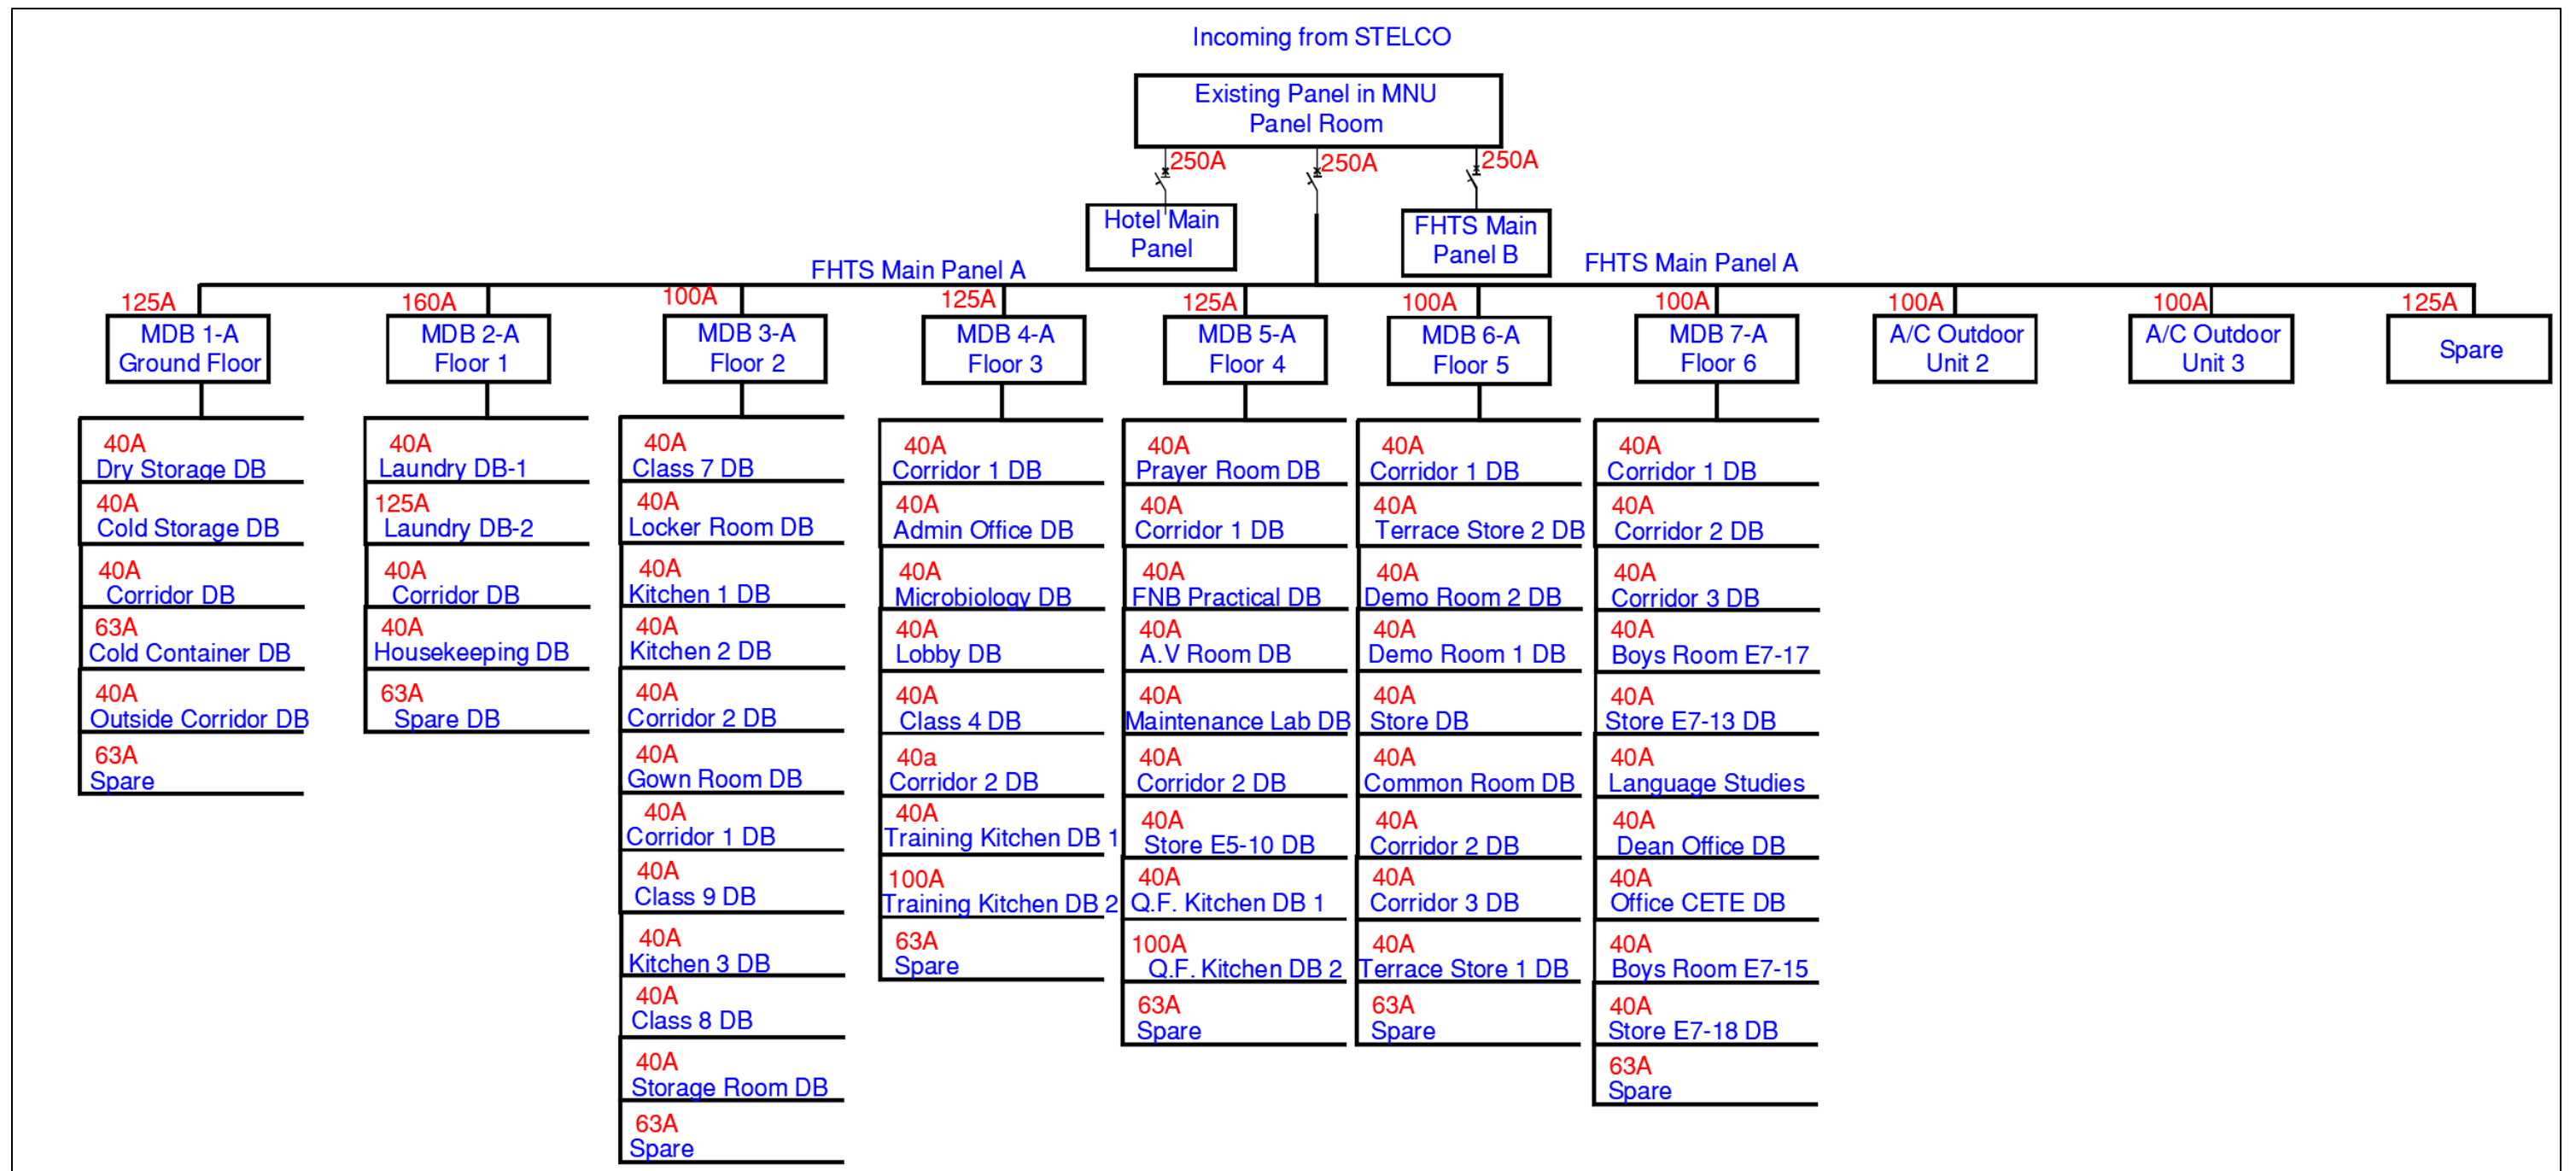 Incoming from STELCO
Existing Panel in MNU
Panel Room
250A
250A
250A
Hotel Main
Panel
FHTS Main
Panel B
FHTS Main Panel A
FHTS Main Panel A
125A
MDB 1-A
Ground Floor
40A
Dry Storage DB
40A
Cold Storage DB
40A
Corridor DB
63A
Cold Container DB
40A
Outside Corridor DB
63A
Spare
160A
MDB 2-A
Floor 1
40A
Laundry DB-1
125A
Laundry DB-2
40A
Corridor DB
40A
Housekeeping DB
63A
Spare DB
100A
MDB 3-A
Floor 2
40A
Class 7 DB
40A
Locker Room DB
40A
Kitchen 1 DB
40A
Kitchen 2 DB
40A
Corridor 2 DB
40A
Gown Room DB
40A
Corridor 1 DB
40A
Class 9 DB
40A
Kitchen 3 DB
40A
Class 8 DB
40A
Storage Room DB
63A
Spare
125A
MDB 4-A
Floor 3
40A
Corridor 1 DB
40A
Admin Office DB
40A
Microbiology DB
40A
Lobby DB
40A
Class 4 DB
40a
Corridor 2 DB
40A
Training Kitchen DB 1
100A
Training Kitchen DB 2
63A
Spare
125A
MDB 5-A
Floor 4
40A
Prayer Room DB
40A
Corridor 1 DB
40A
FNB Practical DB
40A
A.V Room DB
40A
Maintenance Lab DB
40A
Corridor 2 DB
40A
Store E5-10 DB
40A
Q.F. Kitchen DB 1
100A
Q.F. Kitchen DB 2
63A
Spare
100A
MDB 6-A
Floor 5
40A
Corridor 1 DB
40A
Terrace Store 2 DB
40A
Demo Room 2 DB
40A
Demo Room 1 DB
40A
Store DB
40A
Common Room DB
40A
Corridor 2 DB
40A
Corridor 3 DB
40A
Terrace Store 1 DB
63A
Spare
100A
MDB 7-A
Floor 6
40A
Corridor 1 DB
40A
Corridor 2 DB
40A
Corridor 3 DB
40A
Boys Room E7-17
40A
Store E7-13 DB
40A
Language Studies
40A
Dean Office DB
40A
Office CETE DB
40A
Boys Room E7-15
40A
Store E7-18 DB
63A
Spare
100A
A/C Outdoor
Unit 2
100A
A/C Outdoor
Unit 3
125A
Spare